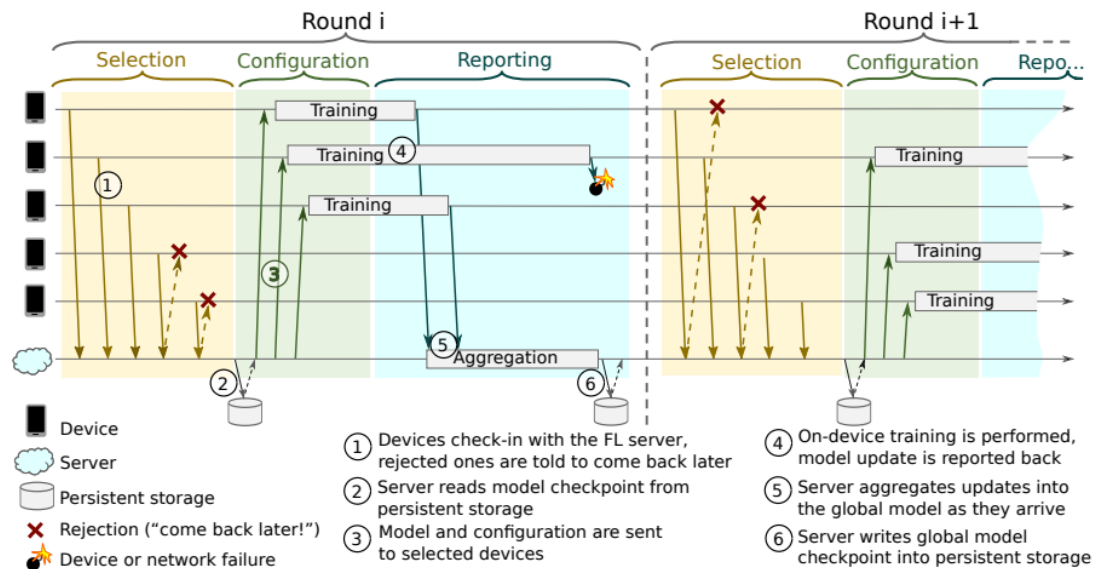 Round i
Round i+1
Selection
Configuration
Reporting
Selection
Configuration
Repo...
Training
Training
4
Training
1
3
Training
Training
Training
5
Aggregation
2
6
Device
Server
Persistent storage
Rejection (“come back later!”)
Device or network failure
1 Devices check-in with the FL server,
rejected ones are told to come back later
2 Server reads model checkpoint from
persistent storage
3 Model and configuration are sent
to selected devices
4 On-device training is performed,
model update is reported back
5 Server aggregates updates into
the global model as they arrive
6 Server writes global model
checkpoint into persistent storage